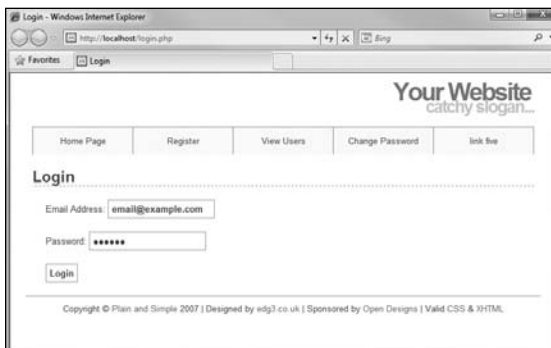 Login - Windows Internet Explorer
http://localhost/login.php
Bing
Favorites
Login
Your Website
catchy slogan...
Home Page
Register
View Users
Change Password
link five
Login
Email Address: email@example.com
Password: ●●●●●●
Login
Copyright © Plain and Simple 2007 | Designed by edg3.co.uk | Sponsored by Open Designs | Valid CSS & XHTML